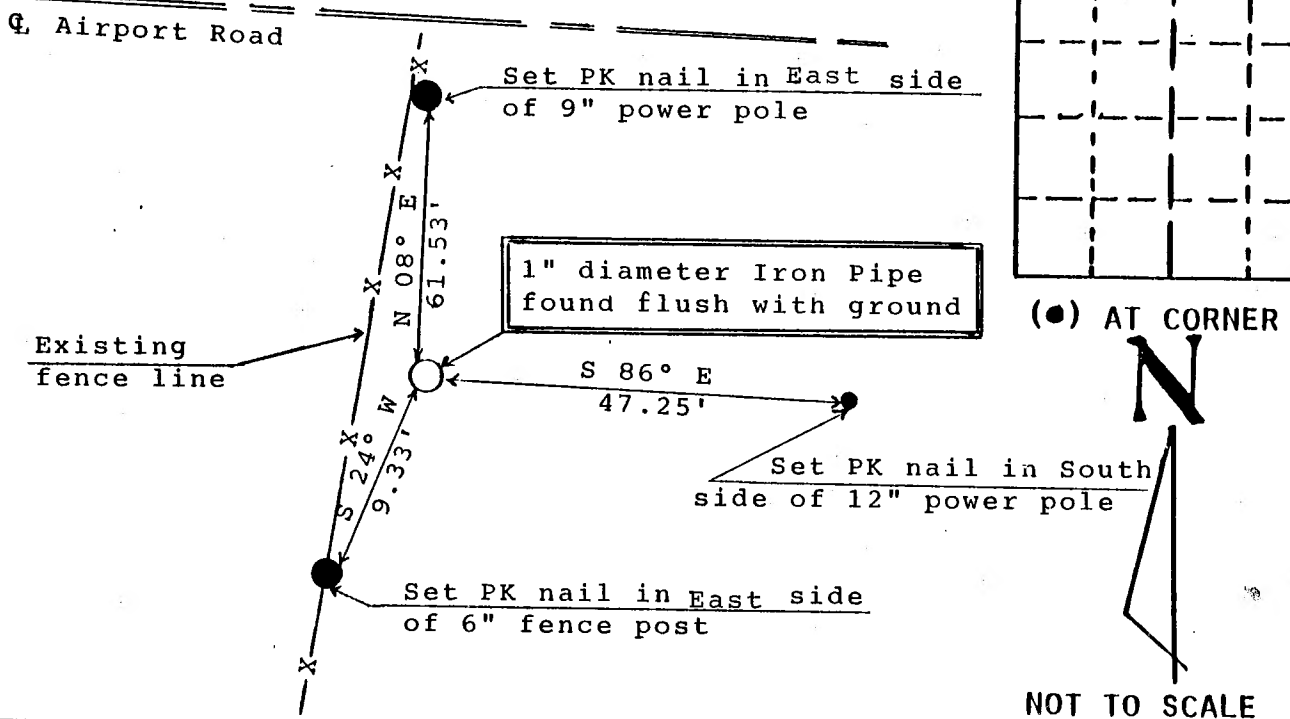 ℄ Airport Road
Set PK nail in East side
of 9" power pole
N 08° E
61.53'
1" diameter Iron Pipe
found flush with ground
(●) AT CORNER
Existing
fence line
S 86° E
47.25'
N
S 24° W
9.33'
Set PK nail in South
side of 12" power pole
Set PK nail in East side
of 6" fence post
NOT TO SCALE